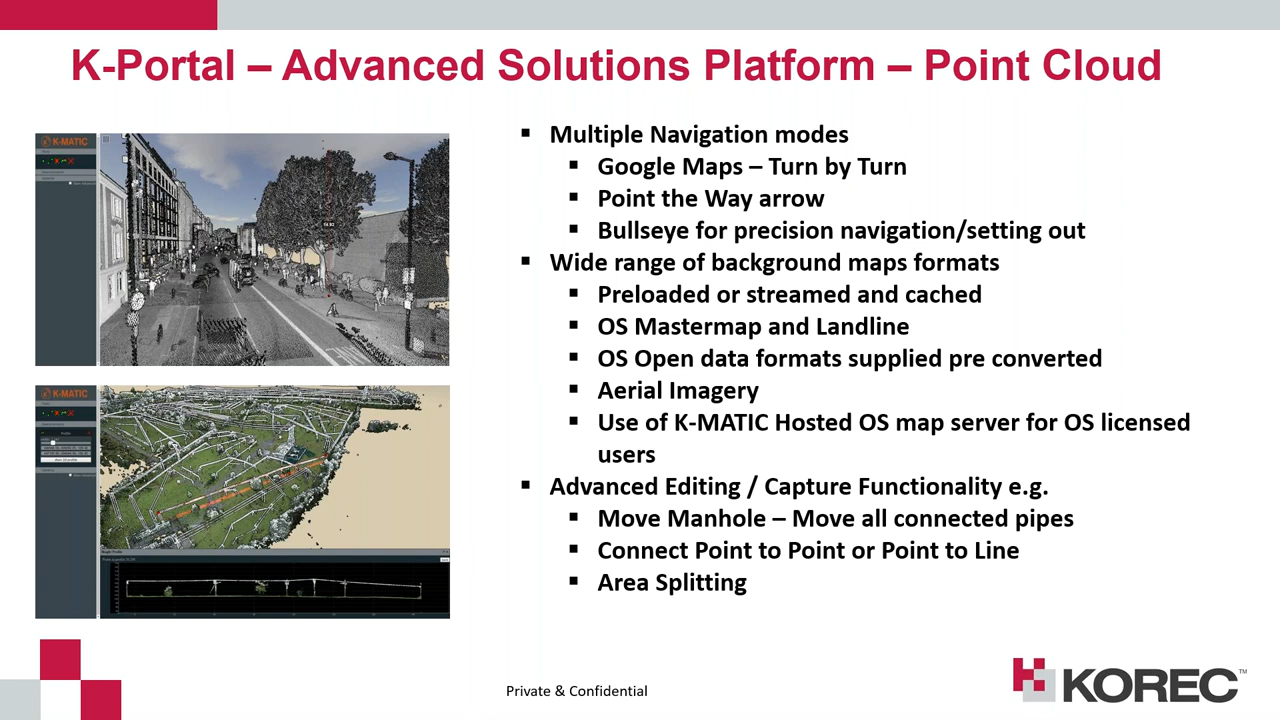 K-Portal – Advanced Solutions Platform – Point Cloud
K-MATIC
K-MATIC
▪ Multiple Navigation modes
▪ Google Maps – Turn by Turn
▪ Point the Way arrow
▪ Bullseye for precision navigation/setting out
▪ Wide range of background maps formats
▪ Preloaded or streamed and cached
▪ OS Mastermap and Landline
▪ OS Open data formats supplied pre converted
▪ Aerial Imagery
▪ Use of K-MATIC Hosted OS map server for OS licensed
users
▪ Advanced Editing / Capture Functionality e.g.
▪ Move Manhole – Move all connected pipes
▪ Connect Point to Point or Point to Line
▪ Area Splitting
Private & Confidential
KOREC™